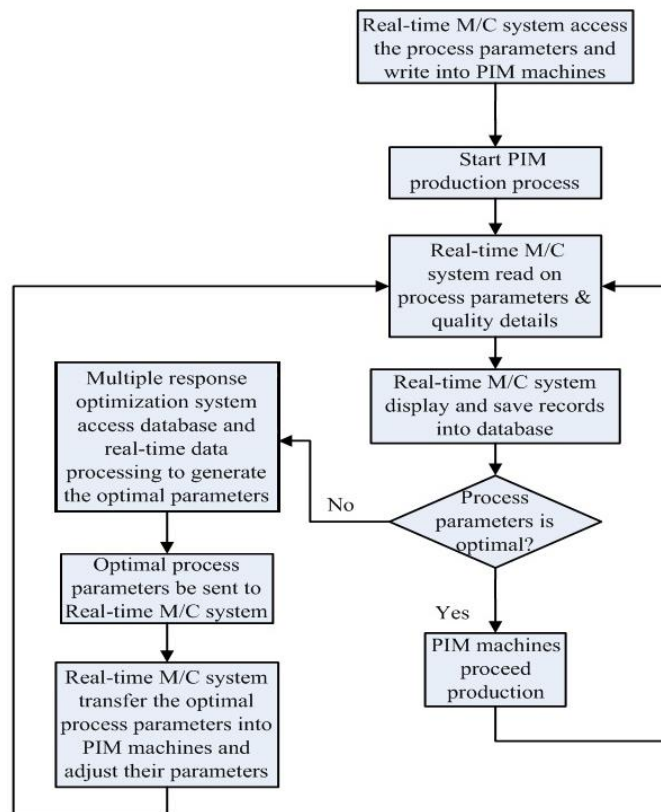 Real-time M/C system access
the process parameters and
write into PIM machines
Start PIM
production process
Real-time M/C
system read on
process parameters &
quality details
Real-time M/C system
display and save records
into database
Process
parameters is
optimal?
No
Yes
Multiple response
optimization system
access database and
real-time data
processing to generate
the optimal parameters
Optimal process
parameters be sent to
Real-time M/C system
Real-time M/C system
transfer the optimal
process parameters into
PIM machines and
adjust their parameters
PIM machines
proceed
production